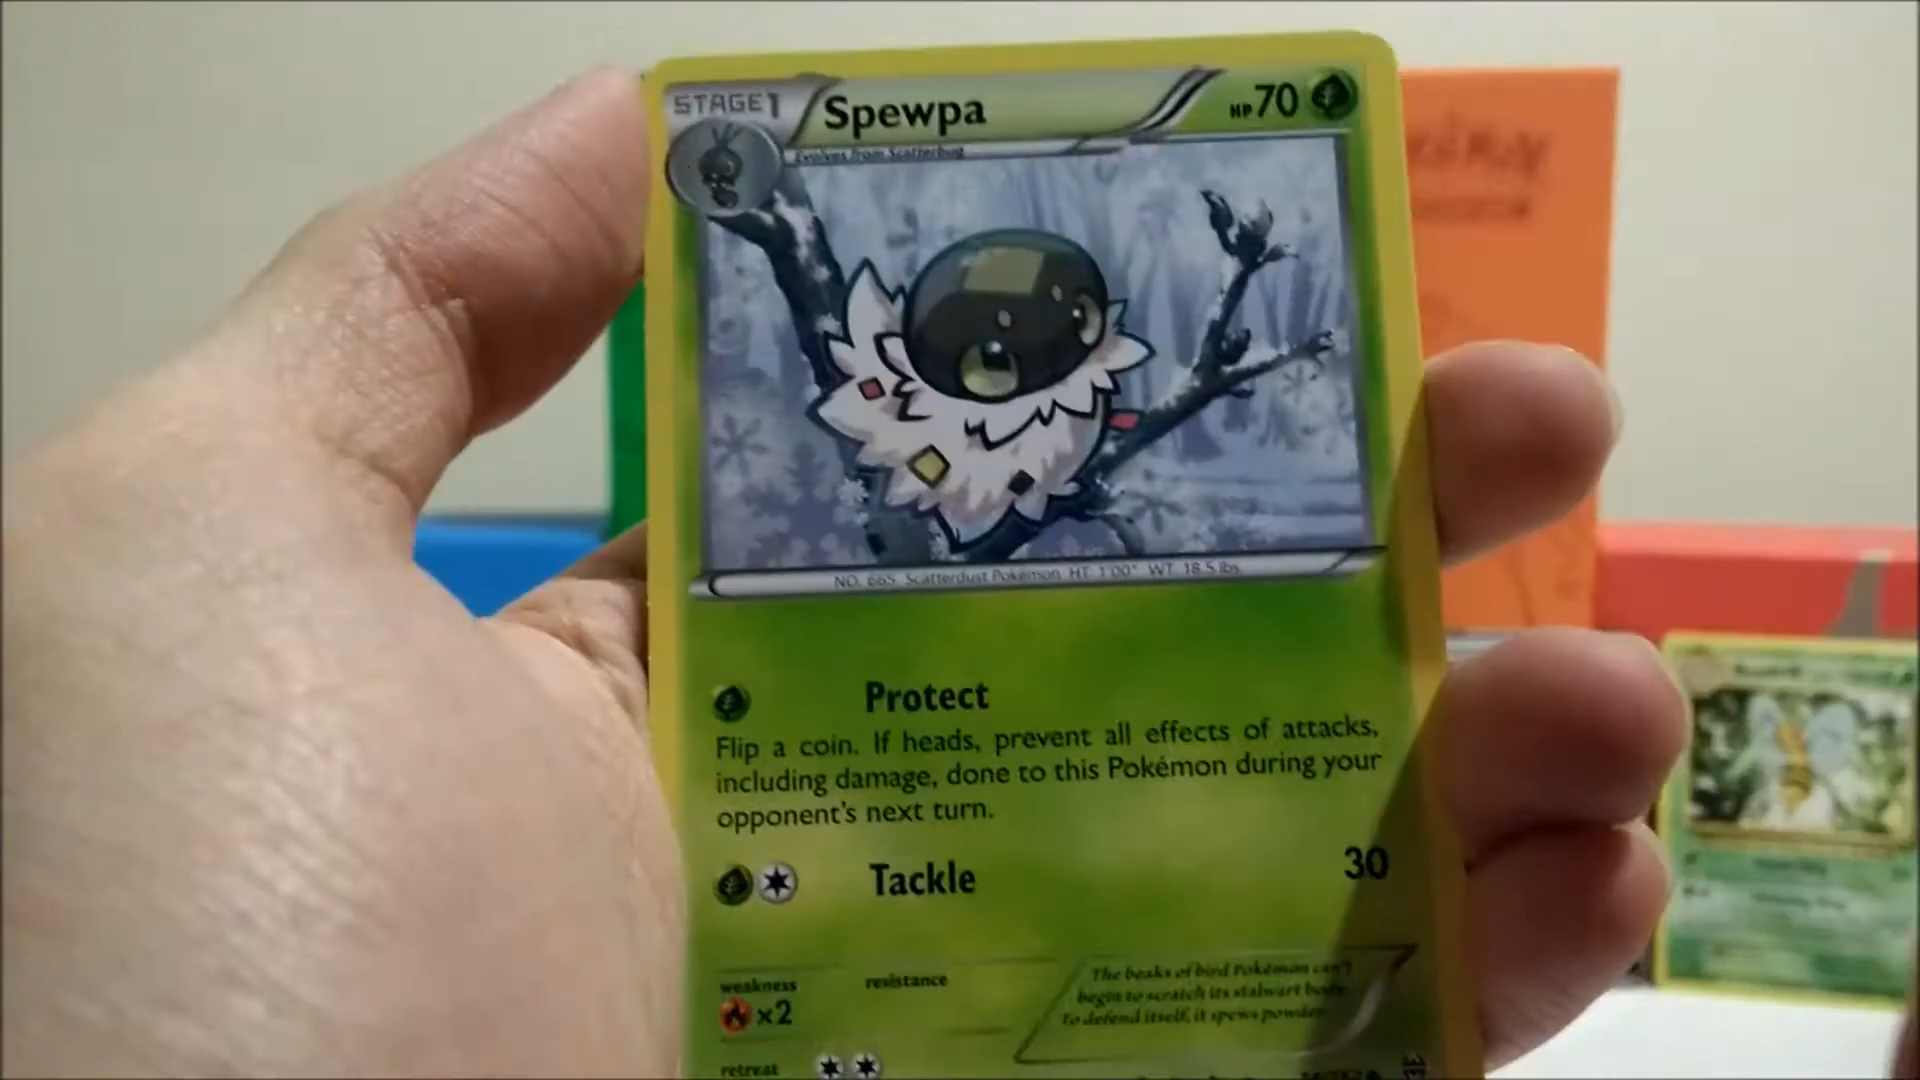 STAGE1 Spewpa HP70
Evolves from Scatterbug
NO. 665 Scatterdust Pokémon HT. 1'00" WT. 18.5 lbs.
Protect
Flip a coin. If heads, prevent all effects of attacks,
including damage, done to this Pokémon during your
opponent's next turn.
Tackle 30
weakness resistance
x2
The beaks of bird Pokémon can't
begin to scratch its stalwart body.
To defend itself, it spews powder.
retreat